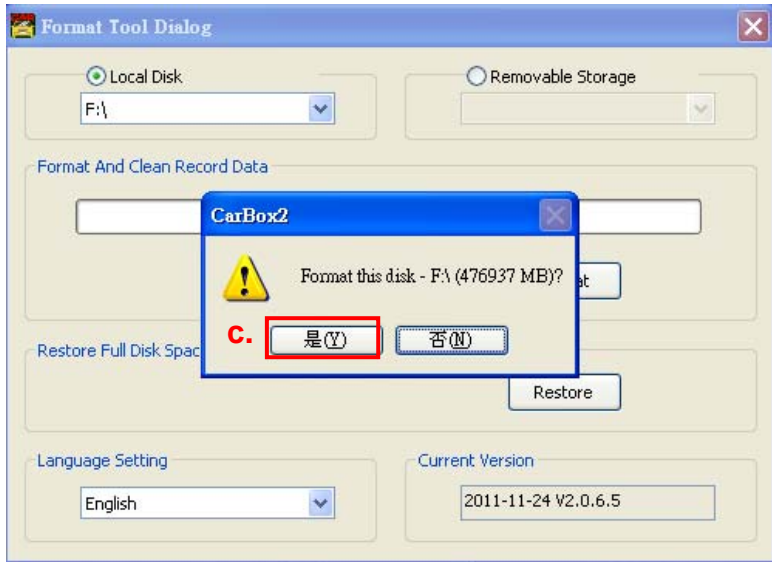 Format Tool Dialog
Local Disk
Removable Storage
F:\
Format And Clean Record Data
CarBox2
Format this disk - F:\ (476937 MB)?
at
c.
是(Y)
否(N)
Restore Full Disk Spac
Restore
Language Setting
Current Version
English
2011-11-24 V2.0.6.5